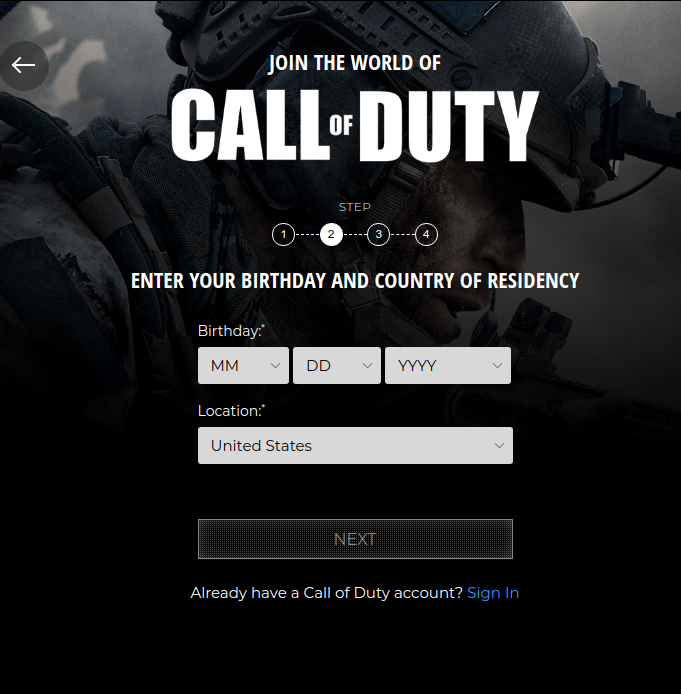 JOIN THE WORLD OF
CALL OF DUTY
STEP
1 2 3 4
ENTER YOUR BIRTHDAY AND COUNTRY OF RESIDENCY
Birthday:*
MM DD YYYY
Location:*
United States
NEXT
Already have a Call of Duty account? Sign In